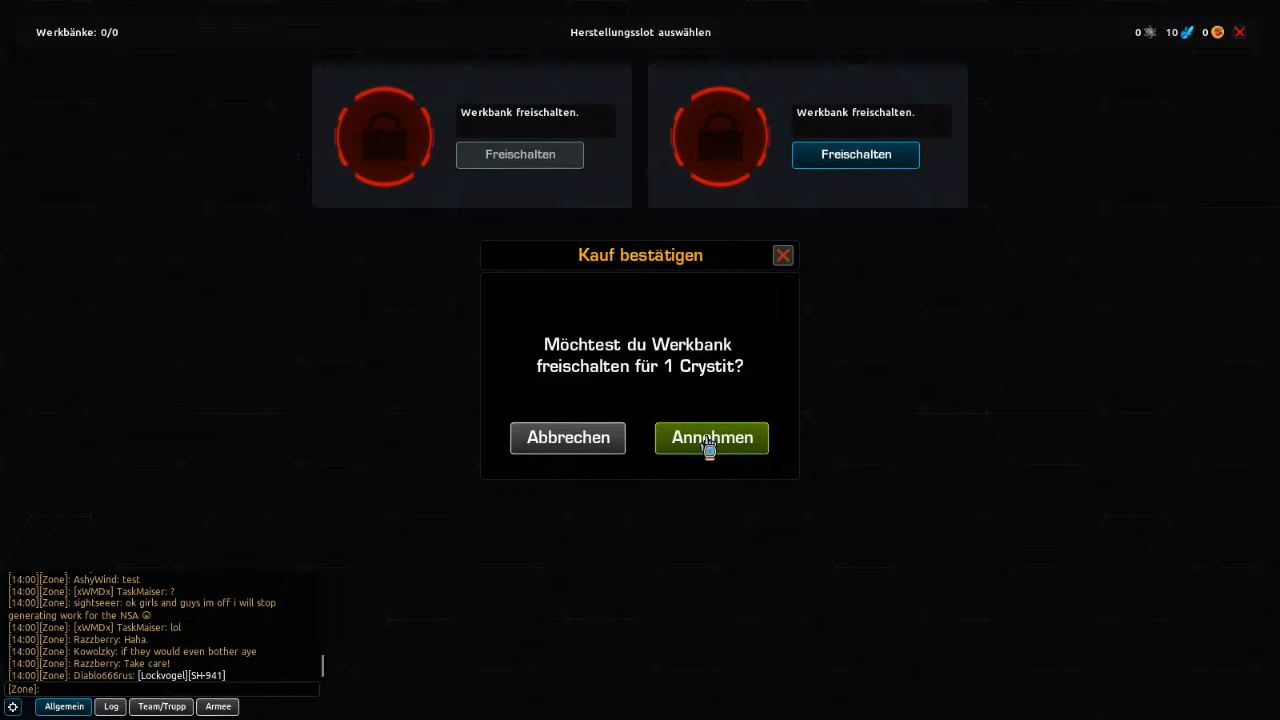 Werkbänke: 0/0
Herstellungsslot auswählen
0 10 0
Werkbank freischalten.
Freischalten
Werkbank freischalten.
Freischalten
Kauf bestätigen
Möchtest du Werkbank
freischalten für 1 Crystit?
Abbrechen
Annehmen
[14:00][Zone]: AshyWind: test
[14:00][Zone]: [xWMDx] TaskMaiser: ?
[14:00][Zone]: sightseeer: ok girls and guys im off i will stop
generating work for the NSA
[14:00][Zone]: [xWMDx] TaskMaiser: lol
[14:00][Zone]: Razzberry: Haha.
[14:00][Zone]: Kowolzky: if they would even bother aye
[14:00][Zone]: Razzberry: Take care!
[14:00][Zone]: Diablo666rus: [Lockvogel][SH-941]
[Zone]:
Allgemein
Log
Team/Trupp
Armee